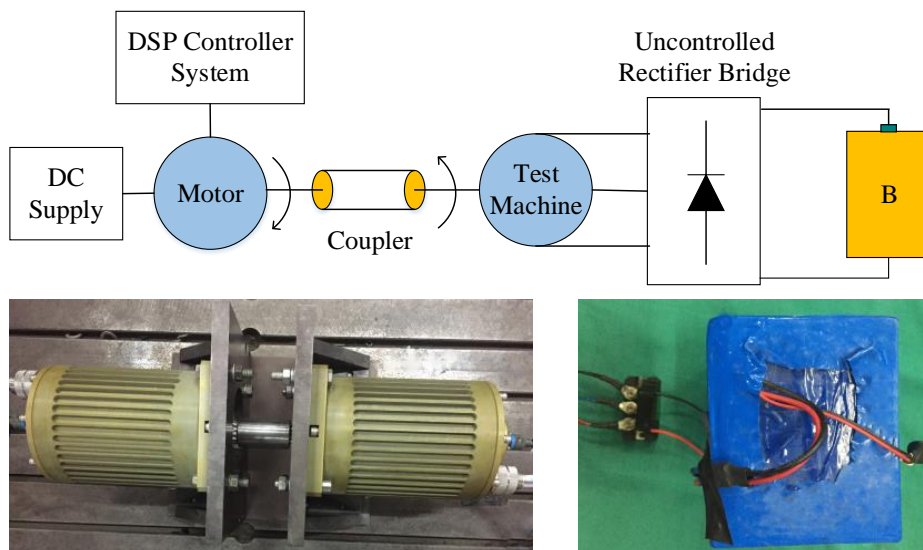 DSP Controller
System
Uncontrolled
Rectifier Bridge
DC
Supply
Motor
Coupler
Test
Machine
B